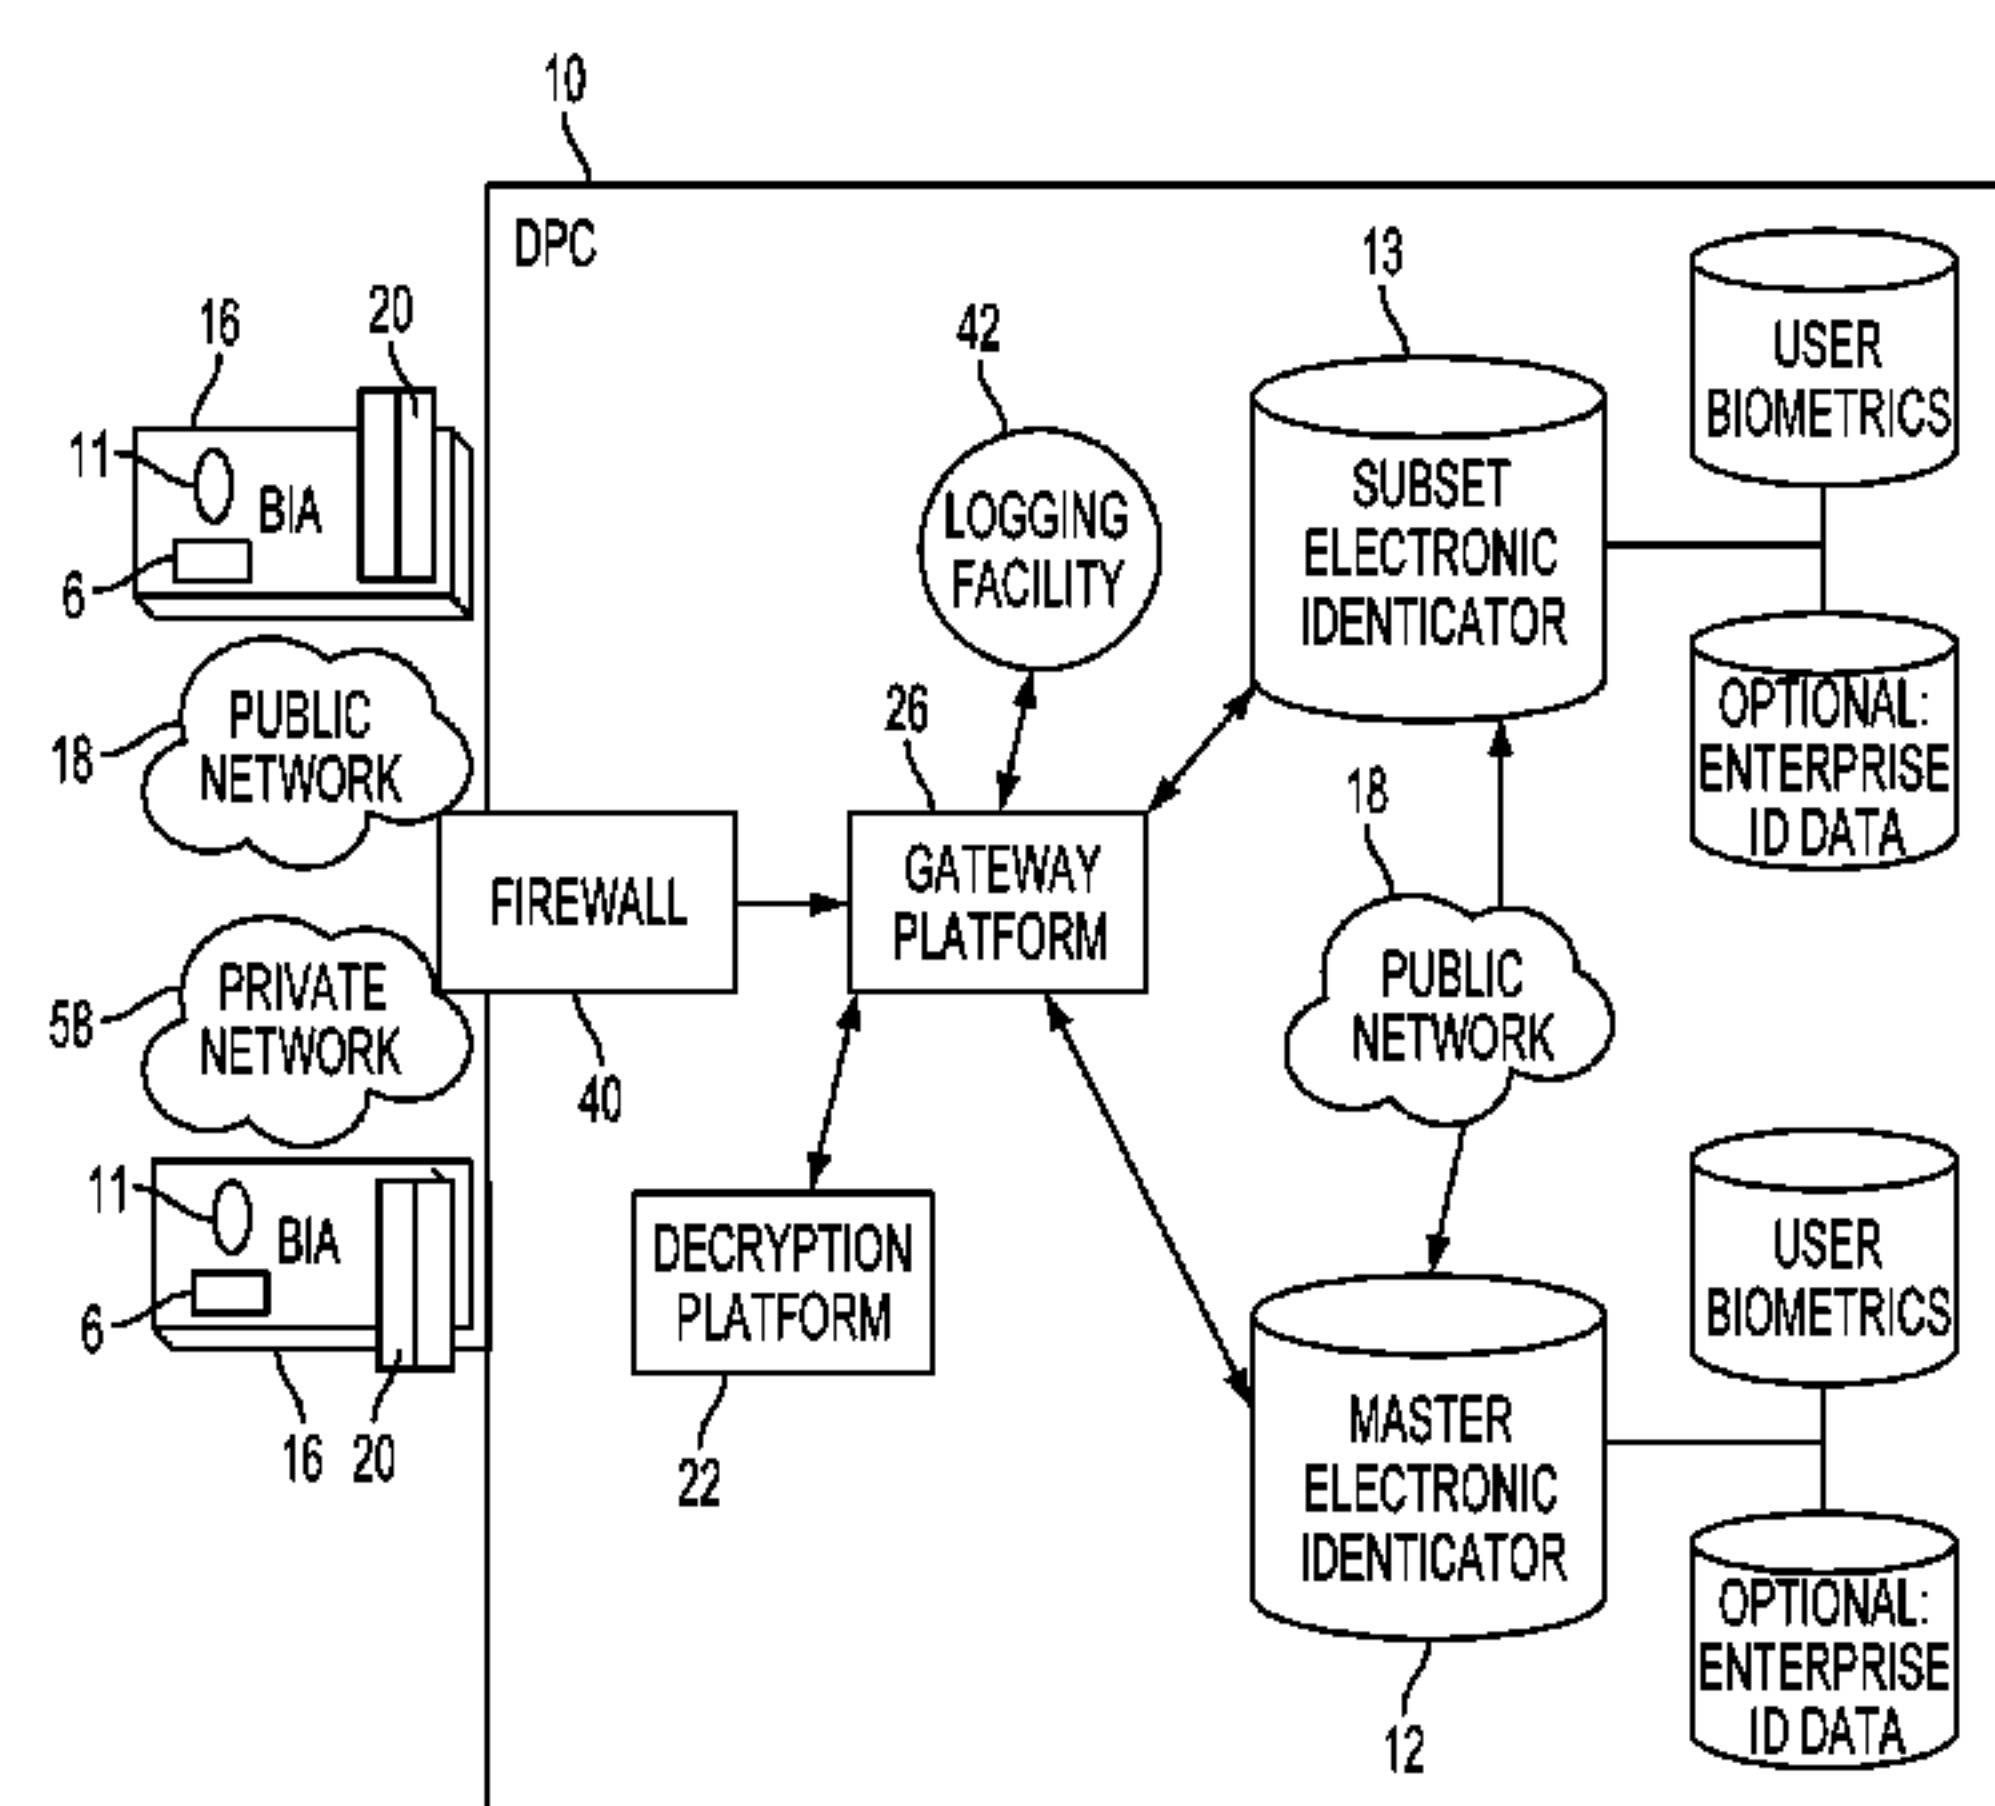 10
DPC
13
USER
BIOMETRICS
16
20
42
11
BIA
6
LOGGING
FACILITY
SUBSET
ELECTRONIC
IDENTICATOR
OPTIONAL:
ENTERPRISE
ID DATA
18
PUBLIC
NETWORK
26
18
FIREWALL
GATEWAY
PLATFORM
PUBLIC
NETWORK
58
PRIVATE
NETWORK
40
11
BIA
6
16
20
DECRYPTION
PLATFORM
22
USER
BIOMETRICS
MASTER
ELECTRONIC
IDENTICATOR
12
OPTIONAL:
ENTERPRISE
ID DATA